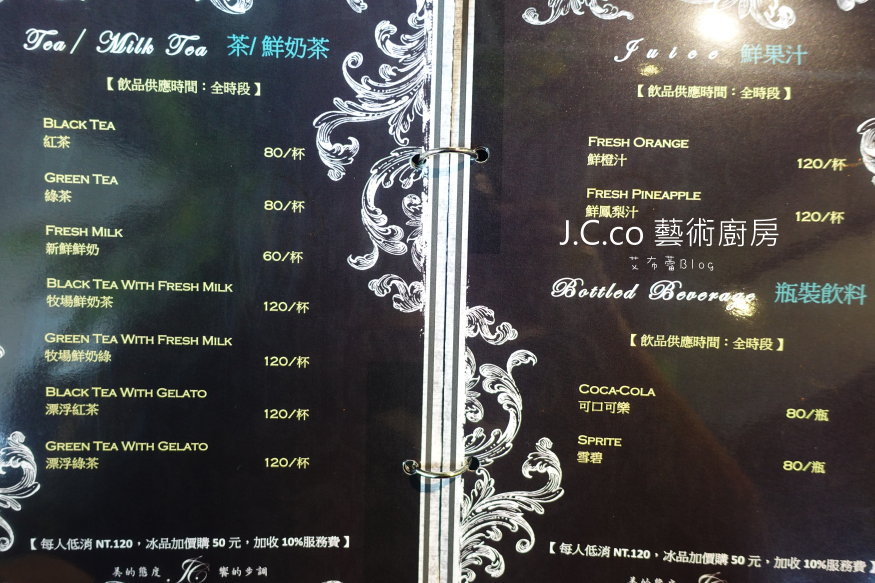 Tea / Milk Tea 茶/鮮奶茶
【飲品供應時間：全時段】
BLACK TEA
紅茶
80/杯
GREEN TEA
綠茶
80/杯
FRESH MILK
新鮮鮮奶
60/杯
BLACK TEA WITH FRESH MILK
牧場鮮奶茶
120/杯
GREEN TEA WITH FRESH MILK
牧場鮮奶綠
120/杯
BLACK TEA WITH GELATO
漂浮紅茶
120/杯
GREEN TEA WITH GELATO
漂浮綠茶
120/杯
【每人低消 NT.120，冰品加價購 50 元，加收 10%服務費】
美的態度 JC 饗的步調
Juice 鮮果汁
【飲品供應時間：全時段】
FRESH ORANGE
鮮橙汁
120/杯
FRESH PINEAPPLE
鮮鳳梨汁
120/杯
J.C.co 藝術廚房
艾布蕾Blog
Bottled Beverage 瓶裝飲料
【飲品供應時間：全時段】
COCA-COLA
可口可樂
80/瓶
SPRITE
雪碧
80/瓶
【每人低消 NT.120，冰品加價購 50 元，加收 10%服務費】